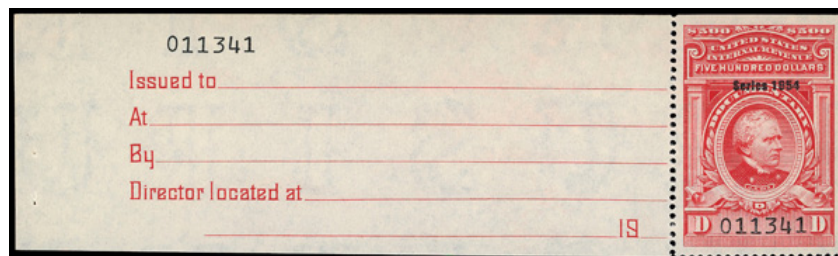 011341
Issued to
At
By
Director located at
19
$500 $500
UNITED STATES
INTERNAL REVENUE
FIVE HUNDRED DOLLARS
Series 1954
DOCUMENTARY
D
D 011341 D